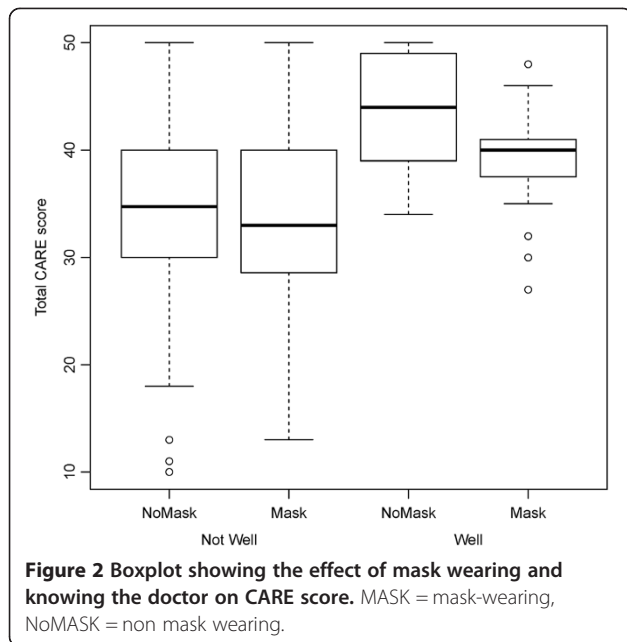 50
40
30
20
10
Total CARE score
NoMask Mask NoMask Mask
Not Well Well
Figure 2 Boxplot showing the effect of mask wearing and
knowing the doctor on CARE score. MASK = mask-wearing,
NoMASK = non mask wearing.